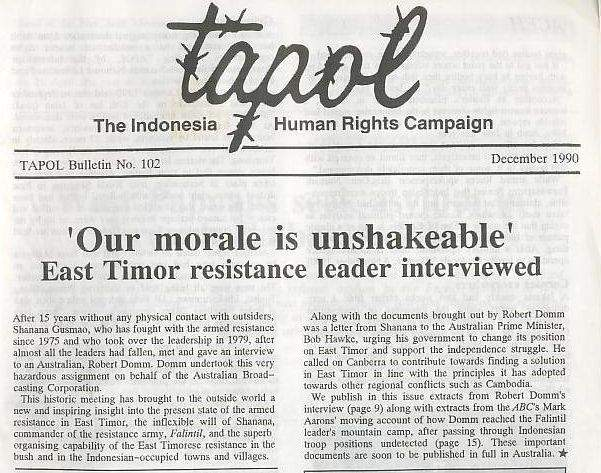 tapol
The Indonesia Human Rights Campaign
TAPOL Bulletin No. 102 December 1990
'Our morale is unshakeable'
East Timor resistance leader interviewed
After 15 years without any physical contact with outsiders,
Shanana Gusmao, who has fought with the armed resistance
since 1975 and who took over the leadership in 1979, after
almost all the leaders had fallen, met and gave an interview
to an Australian, Robert Domm. Domm undertook this very
hazardous assignment on behalf of the Australian Broad-
casting Corporation.
This historic meeting has brought to the outside world a
new and inspiring insight into the present state of the armed
resistance in East Timor, the inflexible will of Shanana,
commander of the resistance army, Falintil, and the superb
organising capability of the East Timorese resistance in the
bush and in the Indonesian-occupied towns and villages.
Along with the documents brought out by Robert Domm
was a letter from Shanana to the Australian Prime Minister,
Bob Hawke, urging his government to change its position
on East Timor and support the independence struggle. He
called on Canberra to contribute towards finding a solution
in East Timor in line with the principles it has adopted
towards other regional conflicts such as Cambodia.
We publish in this issue extracts from Robert Domm's
interview (page 9) along with extracts from the ABC's Mark
Aarons' moving account of how Domm reached the Falintil
leader's mountain camp, after passing through Indonesian
troop positions undetected (page 15). These important
documents are soon to be published in full in Australia. ★